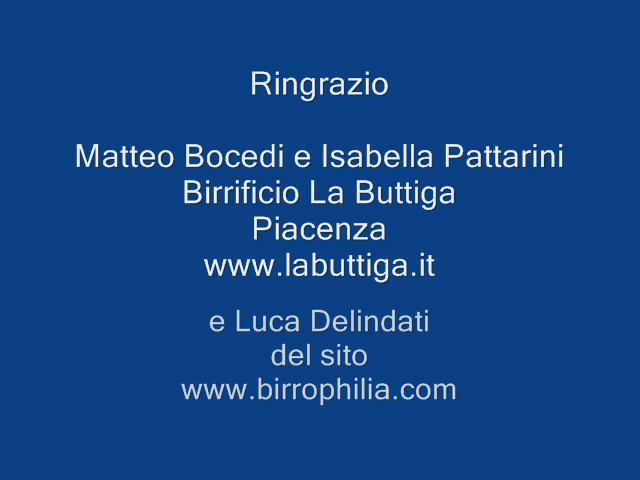 Ringrazio
Matteo Bocedi e Isabella Pattarini
Birrificio La Buttiga
Piacenza
www.labuttiga.it
e Luca Delindati
del sito
www.birrophilia.com